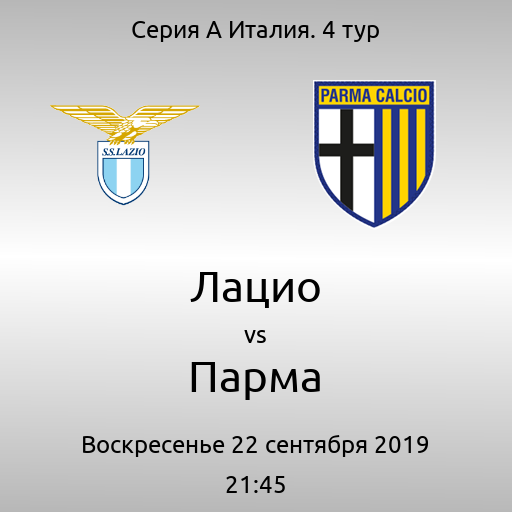 Серия А Италия. 4 тур
S.S.LAZIO
PARMA CALCIO
Лацио
vs
Парма
Воскресенье 22 сентября 2019
21:45